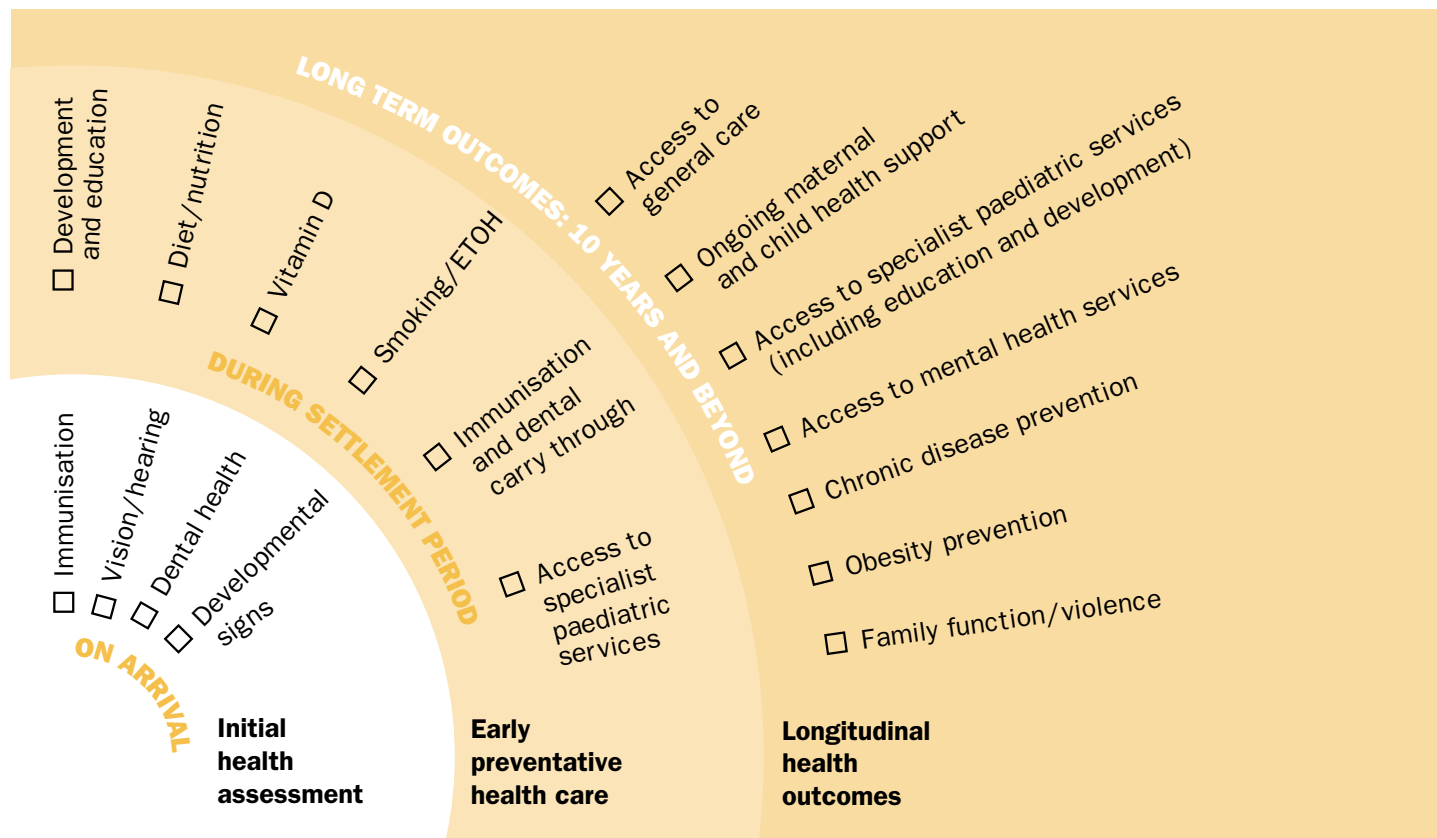 ON ARRIVAL
Immunisation
Vision/hearing
Dental health
Developmental
signs
Initial
health
assessment
DURING SETTLEMENT PERIOD
Development
and education
Diet/nutrition
Vitamin D
Smoking/ETOH
Immunisation
and dental
carry through
Access to
specialist
paediatric
services
Early
preventative
health care
LONG TERM OUTCOMES: 10 YEARS AND BEYOND
Access to
general care
Ongoing maternal
and child health support
Access to specialist paediatric services
(including education and development)
Access to mental health services
Chronic disease prevention
Obesity prevention
Family function/violence
Longitudinal
health
outcomes